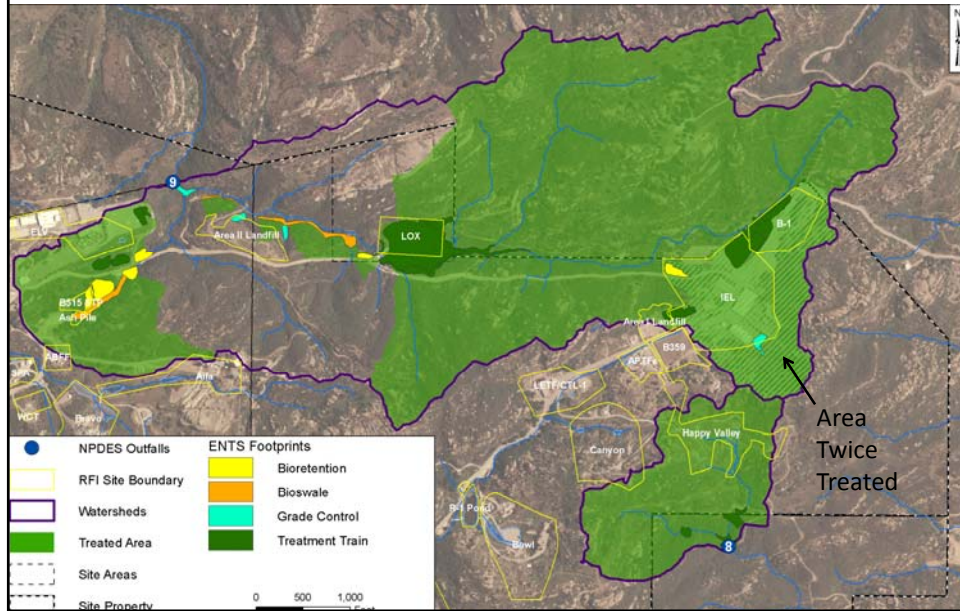 N
9
ELV
Area II Landfill
LOX
B-1
IEL
B515 STP
Ash Pile
Area I Landfill
B359
APTFs
ABFF
Alfa
LETF/CTL-1
WCT
Bravo
Happy Valley
Canyon
Area
Twice
Treated
R-1 Pond
Bowl
8
NPDES Outfalls
RFI Site Boundary
Watersheds
Treated Area
Site Areas
Site Property
ENTS Footprints
Bioretention
Bioswale
Grade Control
Treatment Train
0 500 1,000